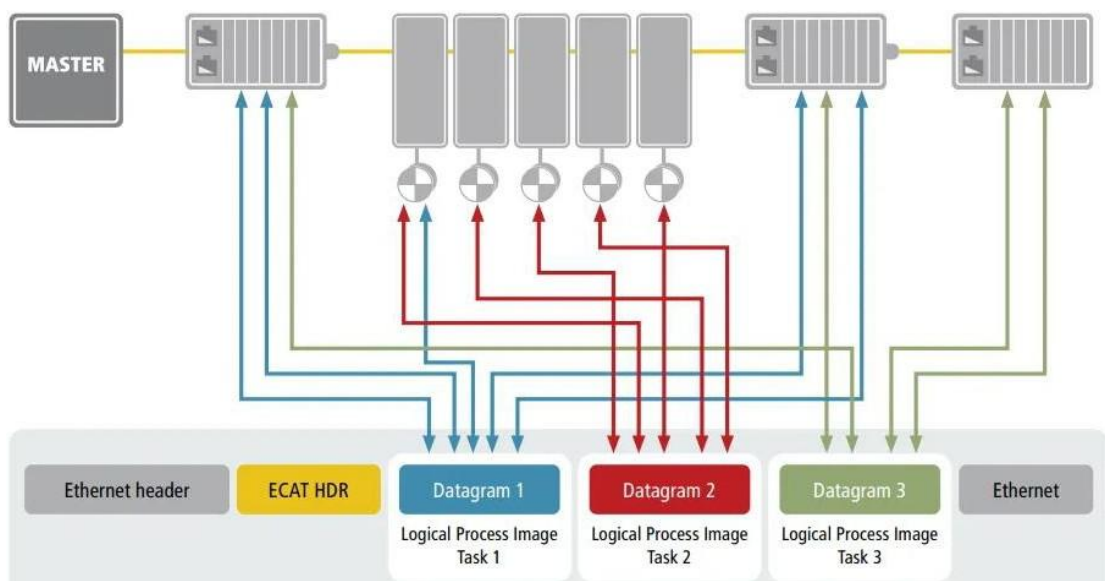 MASTER
Ethernet header
ECAT HDR
Datagram 1
Datagram 2
Datagram 3
Ethernet
Logical Process Image
Task 1
Logical Process Image
Task 2
Logical Process Image
Task 3